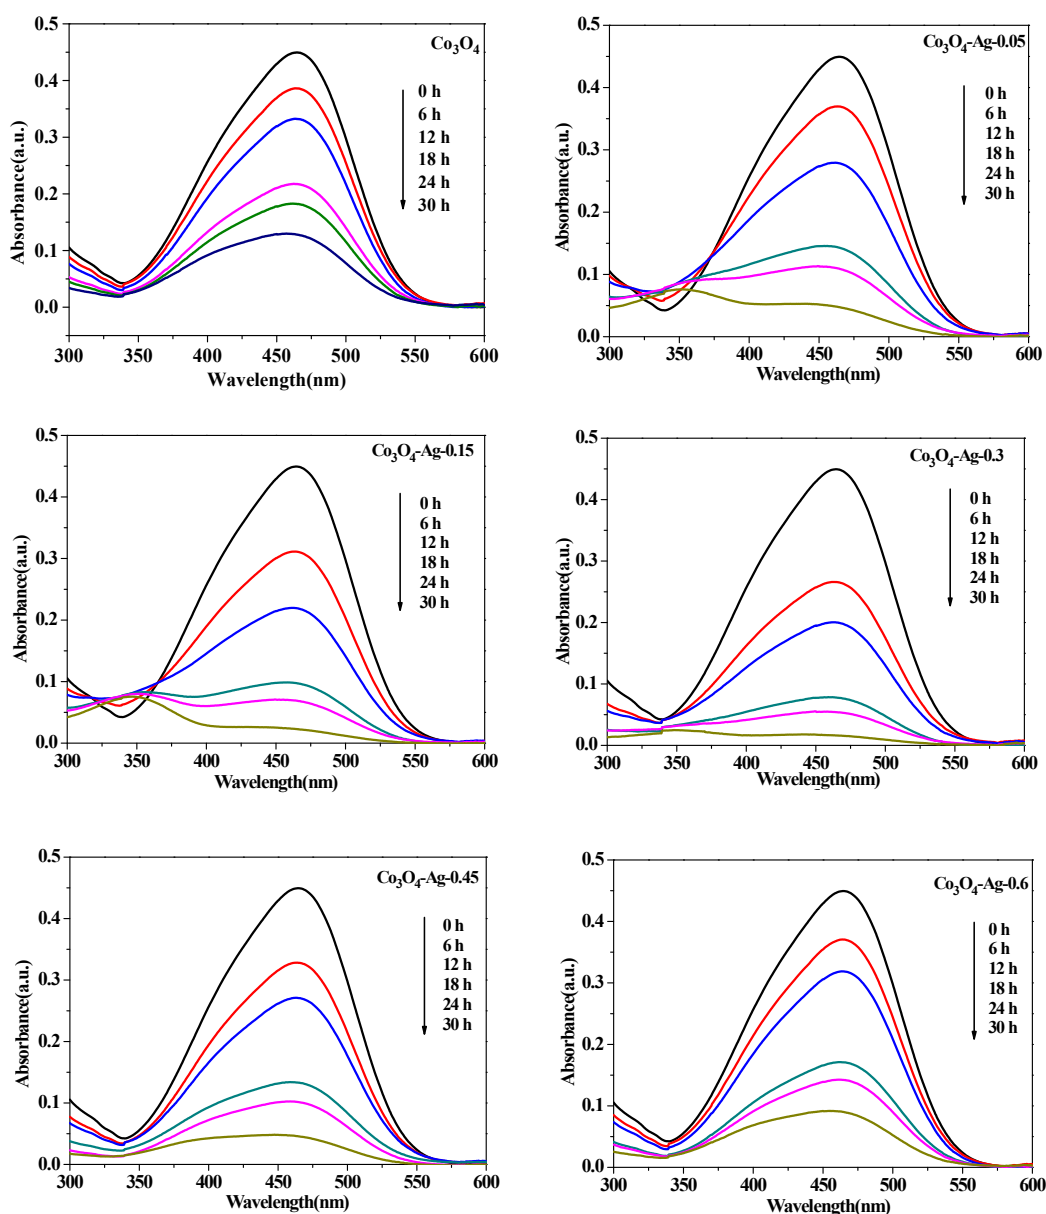 Co₃O₄
0 h
6 h
12 h
18 h
24 h
30 h
0.5
0.4
0.3
0.2
0.1
0.0
Absorbance(a.u.)
300 350 400 450 500 550 600
Wavelength(nm)
Co₃O₄-Ag-0.05
0 h
6 h
12 h
18 h
24 h
30 h
0.5
0.4
0.3
0.2
0.1
0.0
Absorbance(a.u.)
300 350 400 450 500 550 600
Wavelength(nm)
Co₃O₄-Ag-0.15
0 h
6 h
12 h
18 h
24 h
30 h
0.5
0.4
0.3
0.2
0.1
0.0
Absorbance(a.u.)
300 350 400 450 500 550 600
Wavelength(nm)
Co₃O₄-Ag-0.3
0 h
6 h
12 h
18 h
24 h
30 h
0.5
0.4
0.3
0.2
0.1
0.0
Absorbance(a.u.)
300 350 400 450 500 550 600
Wavelength(nm)
Co₃O₄-Ag-0.45
0 h
6 h
12 h
18 h
24 h
30 h
0.5
0.4
0.3
0.2
0.1
0.0
Absorbance(a.u.)
300 350 400 450 500 550 600
Wavelength(nm)
Co₃O₄-Ag-0.6
0 h
6 h
12 h
18 h
24 h
30 h
0.5
0.4
0.3
0.2
0.1
0.0
Absorbance(a.u.)
300 350 400 450 500 550 600
Wavelength(nm)